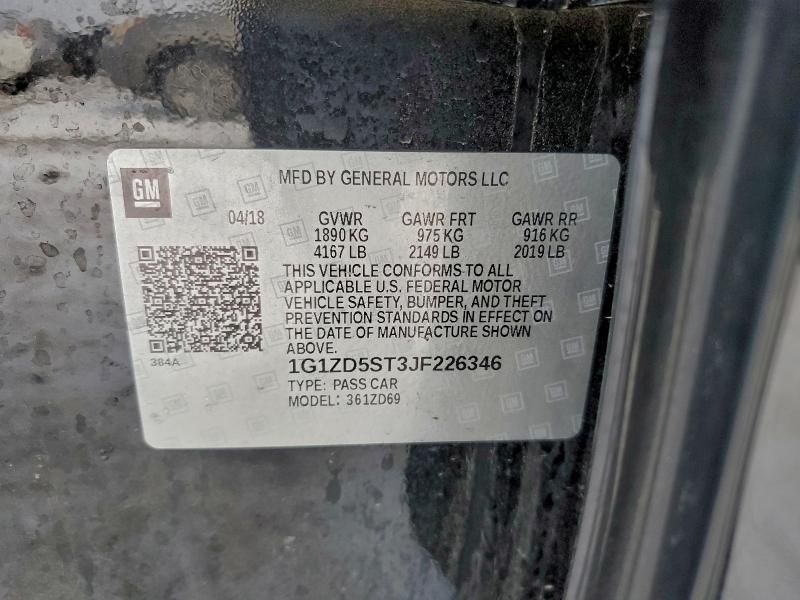 GM
MFD BY GENERAL MOTORS LLC
04/18 GVWR GAWR FRT GAWR RR
1890 KG 975 KG 916 KG
4167 LB 2149 LB 2019 LB
THIS VEHICLE CONFORMS TO ALL
APPLICABLE U.S. FEDERAL MOTOR
VEHICLE SAFETY, BUMPER, AND THEFT
PREVENTION STANDARDS IN EFFECT ON
THE DATE OF MANUFACTURE SHOWN
ABOVE.
384A
1G1ZD5ST3JF226346
TYPE: PASS CAR
MODEL: 361ZD69